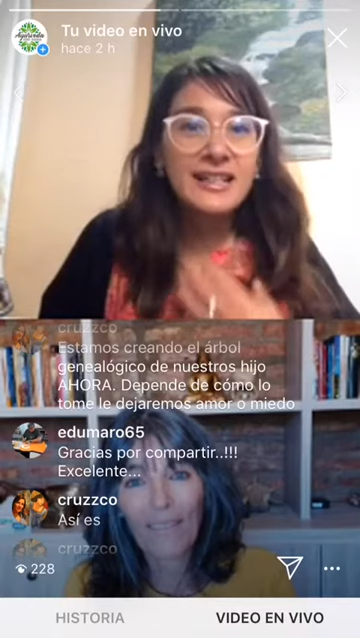 Tu video en vivo
hace 2 h
cruzzco
Estamos creando el árbol
genealógico de nuestros hijo
AHORA. Depende de cómo lo
tome le dejaremos amor o miedo
edumaro65
Gracias por compartir..!!!
Excelente...
cruzzco
Así es
cruzzco
228
HISTORIA
VIDEO EN VIVO